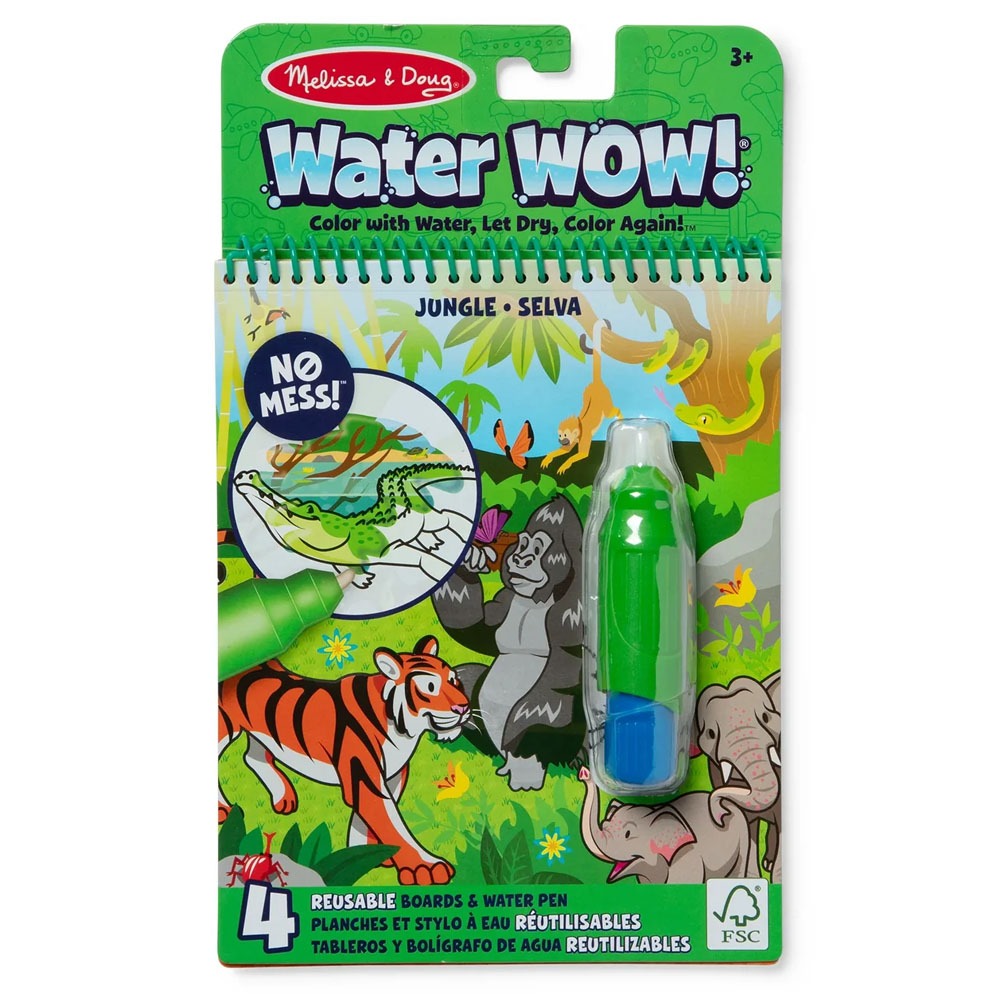 Melissa & Doug®
3+
Water WOW!®
Color with Water, Let Dry, Color Again!™
JUNGLE • SELVA
NO
MESS!™
4
REUSABLE BOARDS & WATER PEN
PLANCHES ET STYLO À EAU RÉUTILISABLES
TABLEROS Y BOLÍGRAFO DE AGUA REUTILIZABLES
FSC